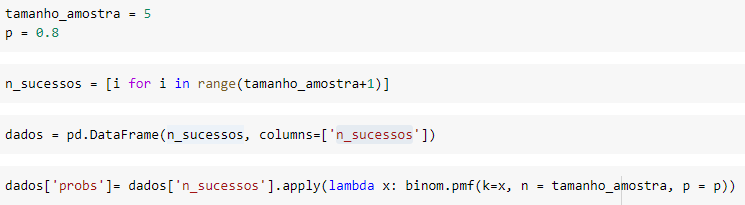 tamanho_amostra = 5
p = 0.8
n_sucessos = [i for i in range(tamanho_amostra+1)]
dados = pd.DataFrame(n_sucessos, columns=['n_sucessos'])
dados['probs']= dados['n_sucessos'].apply(lambda x: binom.pmf(k=x, n = tamanho_amostra, p = p))